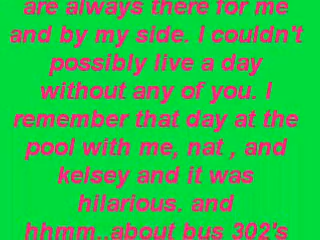 are always there for me
and by my side. I couldn't
possibly live a day
without any of you. I
remember that day at the
pool with me, nat , and
kelsey and it was
hilarious. and
hhmm..about bus 302's